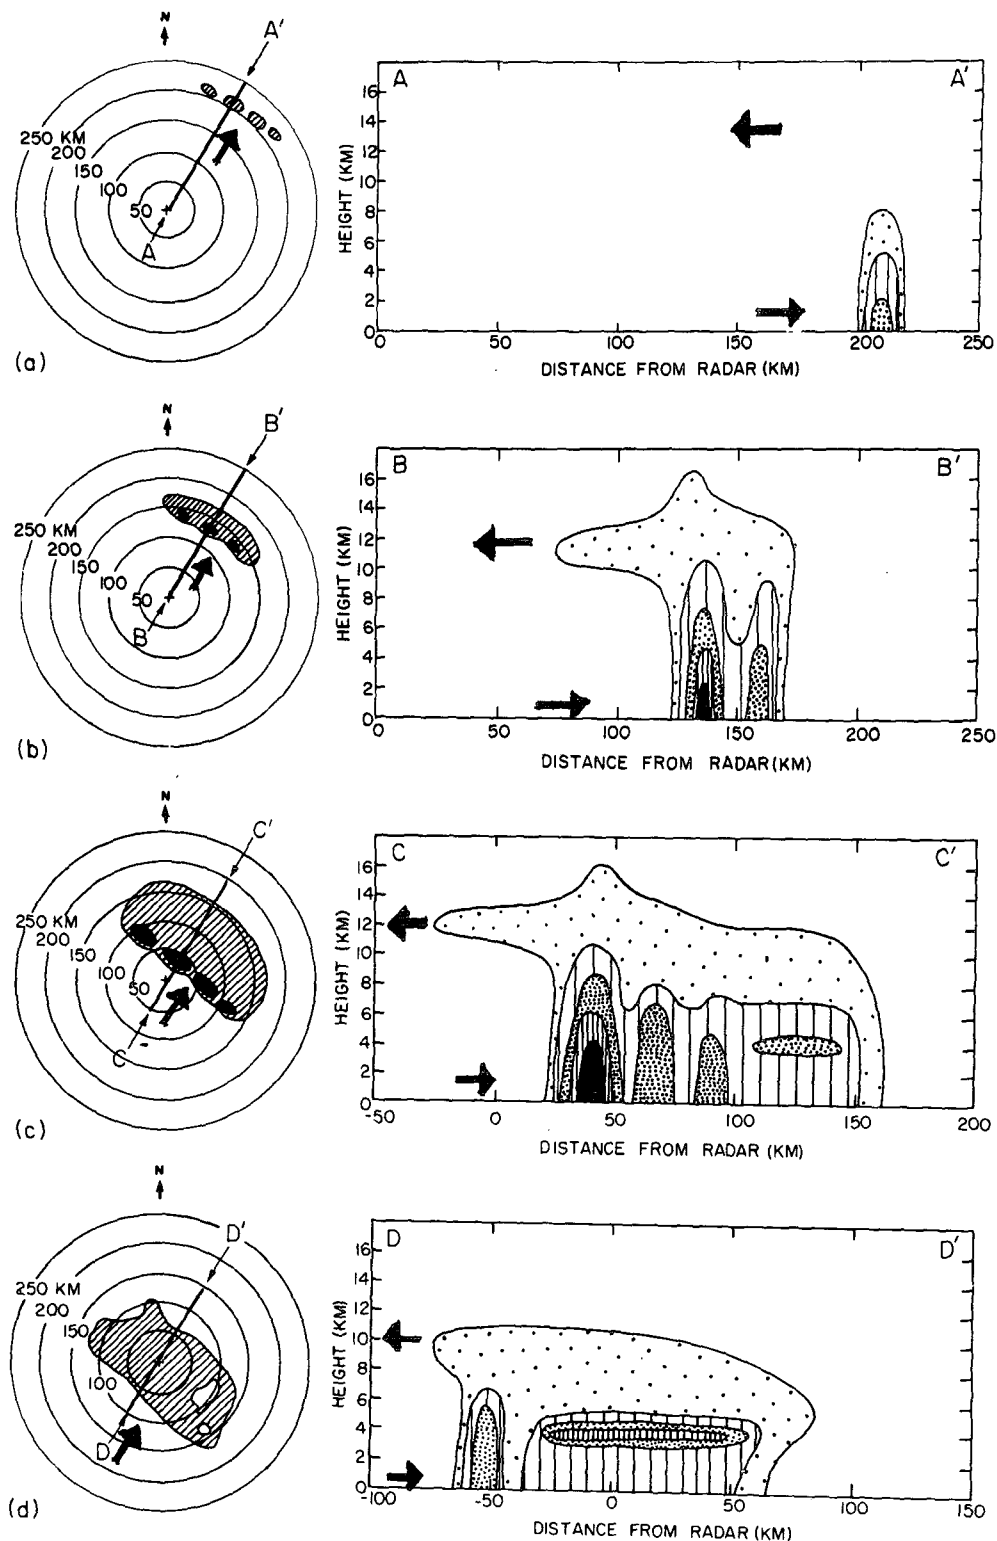 N
A'
250 KM
200
150
100
50
A
(a)
A A'
HEIGHT (KM)
16
14
12
10
8
6
4
2
0
0 50 100 150 200 250
DISTANCE FROM RADAR (KM)
N
B'
250 KM
200
150
100
50
B
(b)
B B'
HEIGHT (KM)
16
14
12
10
8
6
4
2
0
0 50 100 150 200 250
DISTANCE FROM RADAR (KM)
N
C'
250 KM
200
150
100
50
C
(c)
C C'
HEIGHT (KM)
16
14
12
10
8
6
4
2
0
-50 0 50 100 150 200
DISTANCE FROM RADAR (KM)
N
D'
250 KM
200
150
100
D
(d)
D D'
HEIGHT (KM)
16
14
12
10
8
6
4
2
0
-100 -50 0 50 100 150
DISTANCE FROM RADAR (KM)